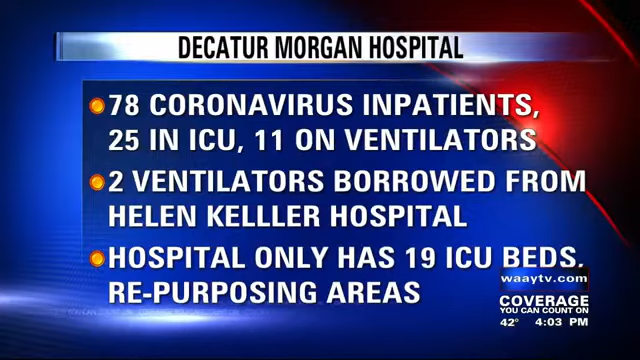 DECATUR MORGAN HOSPITAL
78 CORONAVIRUS INPATIENTS,
25 IN ICU, 11 ON VENTILATORS
2 VENTILATORS BORROWED FROM
HELEN KELLLER HOSPITAL
HOSPITAL ONLY HAS 19 ICU BEDS,
RE-PURPOSING AREAS
waaytv.com
COVERAGE
YOU CAN COUNT ON
42° 4:03 PM